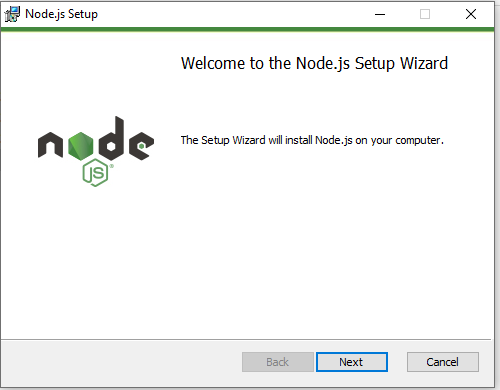 Node.js Setup
Welcome to the Node.js Setup Wizard
node
JS
The Setup Wizard will install Node.js on your computer.
Back
Next
Cancel